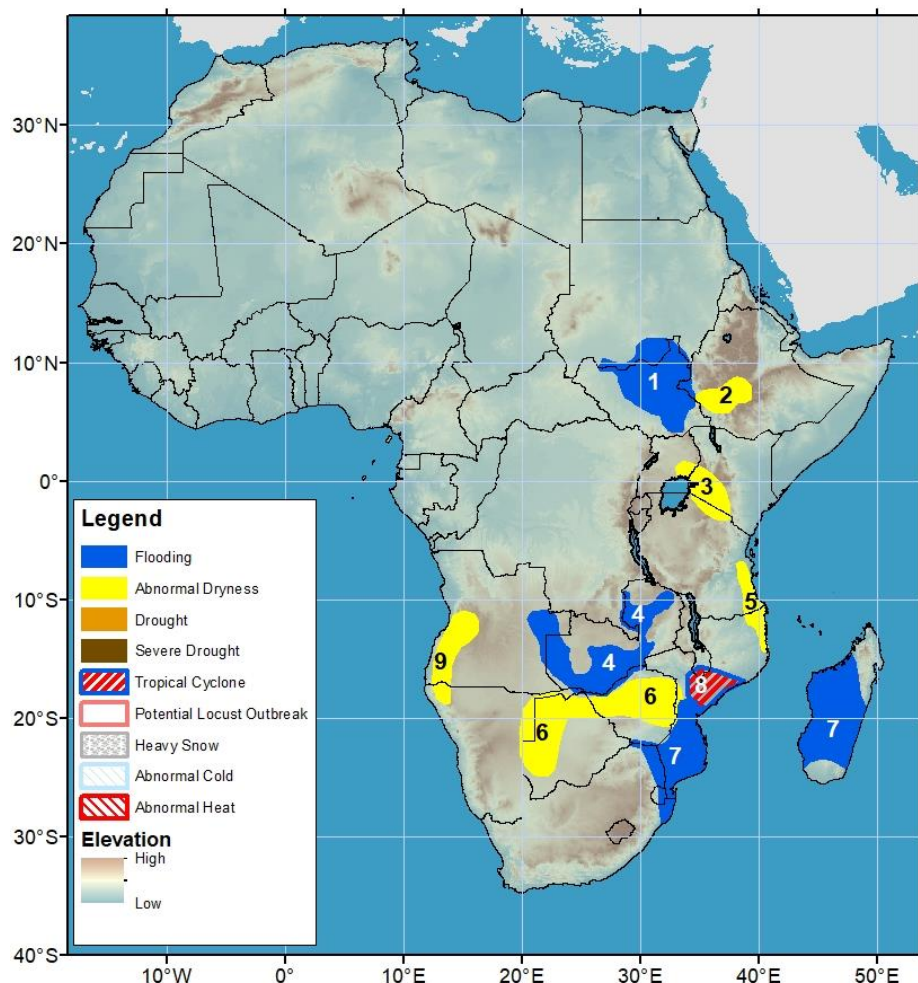 30°N
20°N
10°N
0°
10°S
20°S
30°S
40°S
10°W
0°
10°E
20°E
30°E
40°E
50°E
1
2
3
4
4
5
6
6
7
7
8
9
Legend
Flooding
Abnormal Dryness
Drought
Severe Drought
Tropical Cyclone
Potential Locust Outbreak
Heavy Snow
Abnormal Cold
Abnormal Heat
Elevation
High
Low